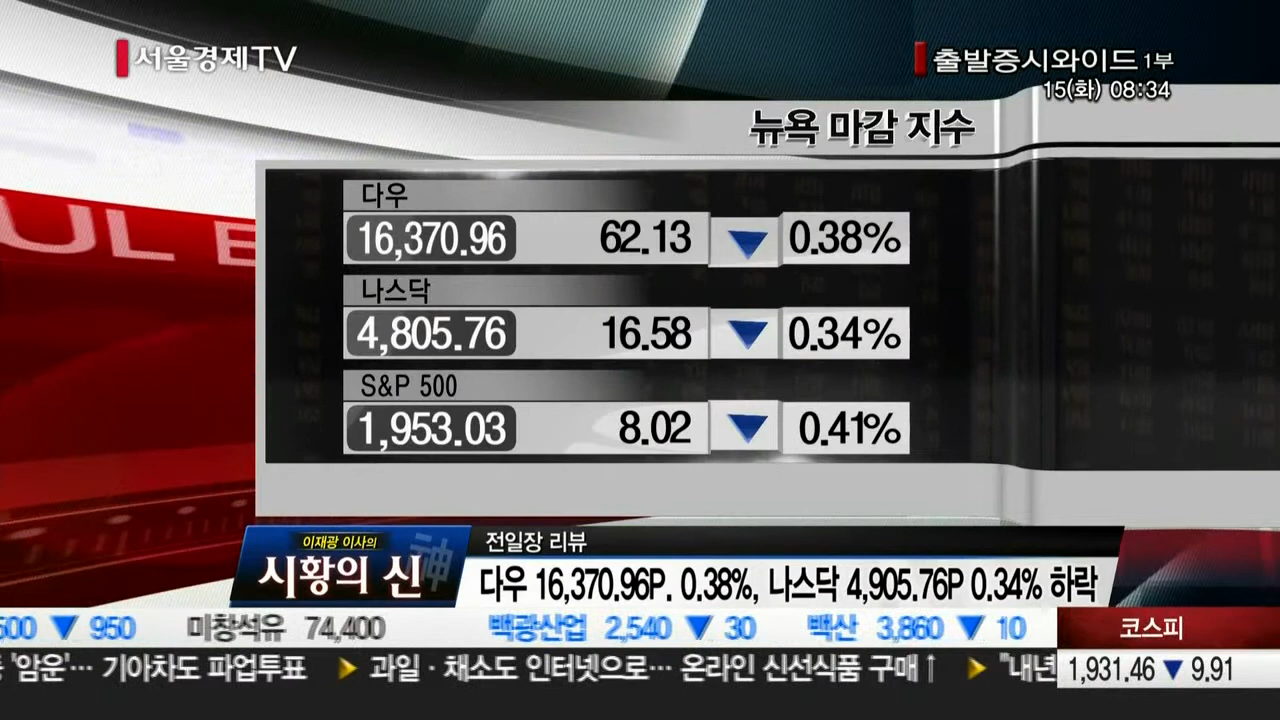 서울경제TV
출발증시와이드 1부
15(화) 08:34
뉴욕 마감 지수
UL E
다우
16,370.96 62.13 ▼ 0.38%
나스닥
4,805.76 16.58 ▼ 0.34%
S&P 500
1,953.03 8.02 ▼ 0.41%
이재광 이사의
시황의 신 神
전일장 리뷰
다우 16,370.96P. 0.38%, 나스닥 4,905.76P 0.34% 하락
500 ▼ 950 미창석유 74,400 백광산업 2,540 ▼ 30 백산 3,860 ▼ 10
코스피
'암운'… 기아차도 파업투표 ▶ 과일·채소도 인터넷으로… 온라인 신선식품 구매↑ ▶ "내년
1,931.46 ▼ 9.91